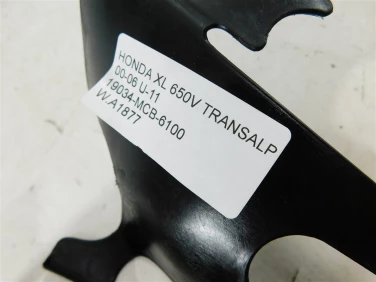 HONDA XL 650V TRANSALP
00-06 U-11
19034-MCB-6100
W.A1877